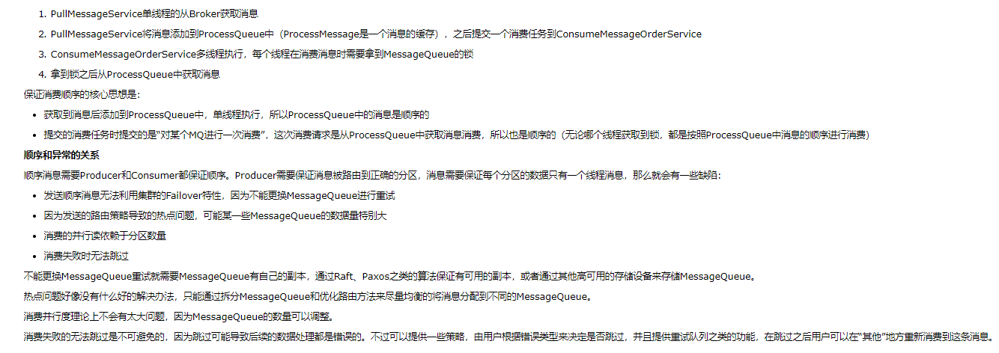 1. PullMessageService单线程的从Broker获取消息
2. PullMessageService将消息添加到ProcessQueue中（ProcessMessage是一个消息的缓存），之后提交一个消费任务到ConsumeMessageOrderService
3. ConsumeMessageOrderService多线程执行，每个线程在消费消息时需要拿到MessageQueue的锁
4. 拿到锁之后从ProcessQueue中获取消息
保证消费顺序的核心思想是：
• 获取到消息后添加到ProcessQueue中，单线程执行，所以ProcessQueue中的消息是顺序的
• 提交的消费任务时提交的是“对某个MQ进行一次消费”，这次消费请求是从ProcessQueue中获取消息消费，所以也是顺序的（无论哪个线程获取到锁，都是按照ProcessQueue中消息的顺序进行消费）
顺序和异常的关系
顺序消息需要Producer和Consumer都保证顺序。Producer需要保证消息被路由到正确的分区，消息需要保证每个分区的数据只有一个线程消息，那么就会有一些缺陷：
• 发送顺序消息无法利用集群的Failover特性，因为不能更换MessageQueue进行重试
• 因为发送的路由策略导致的热点问题，可能某一些MessageQueue的数据量特别大
• 消费的并行读依赖于分区数量
• 消费失败时无法跳过
不能更换MessageQueue重试就需要MessageQueue有自己的副本，通过Raft、Paxos之类的算法保证有可用的副本，或者通过其他高可用的存储设备来存储MessageQueue。
热点问题好像没有什么好的解决办法，只能通过拆分MessageQueue和优化路由方法来尽量均衡的将消息分配到不同的MessageQueue。
消费并行度理论上不会有太大问题，因为MessageQueue的数量可以调整。
消费失败的无法跳过是不可避免的，因为跳过可能导致后续的数据处理都是错误的。不过可以提供一些策略，由用户根据错误类型来决定是否跳过，并且提供重试队列之类的功能，在跳过之后用户可以在“其他”地方重新消费到这条消息。